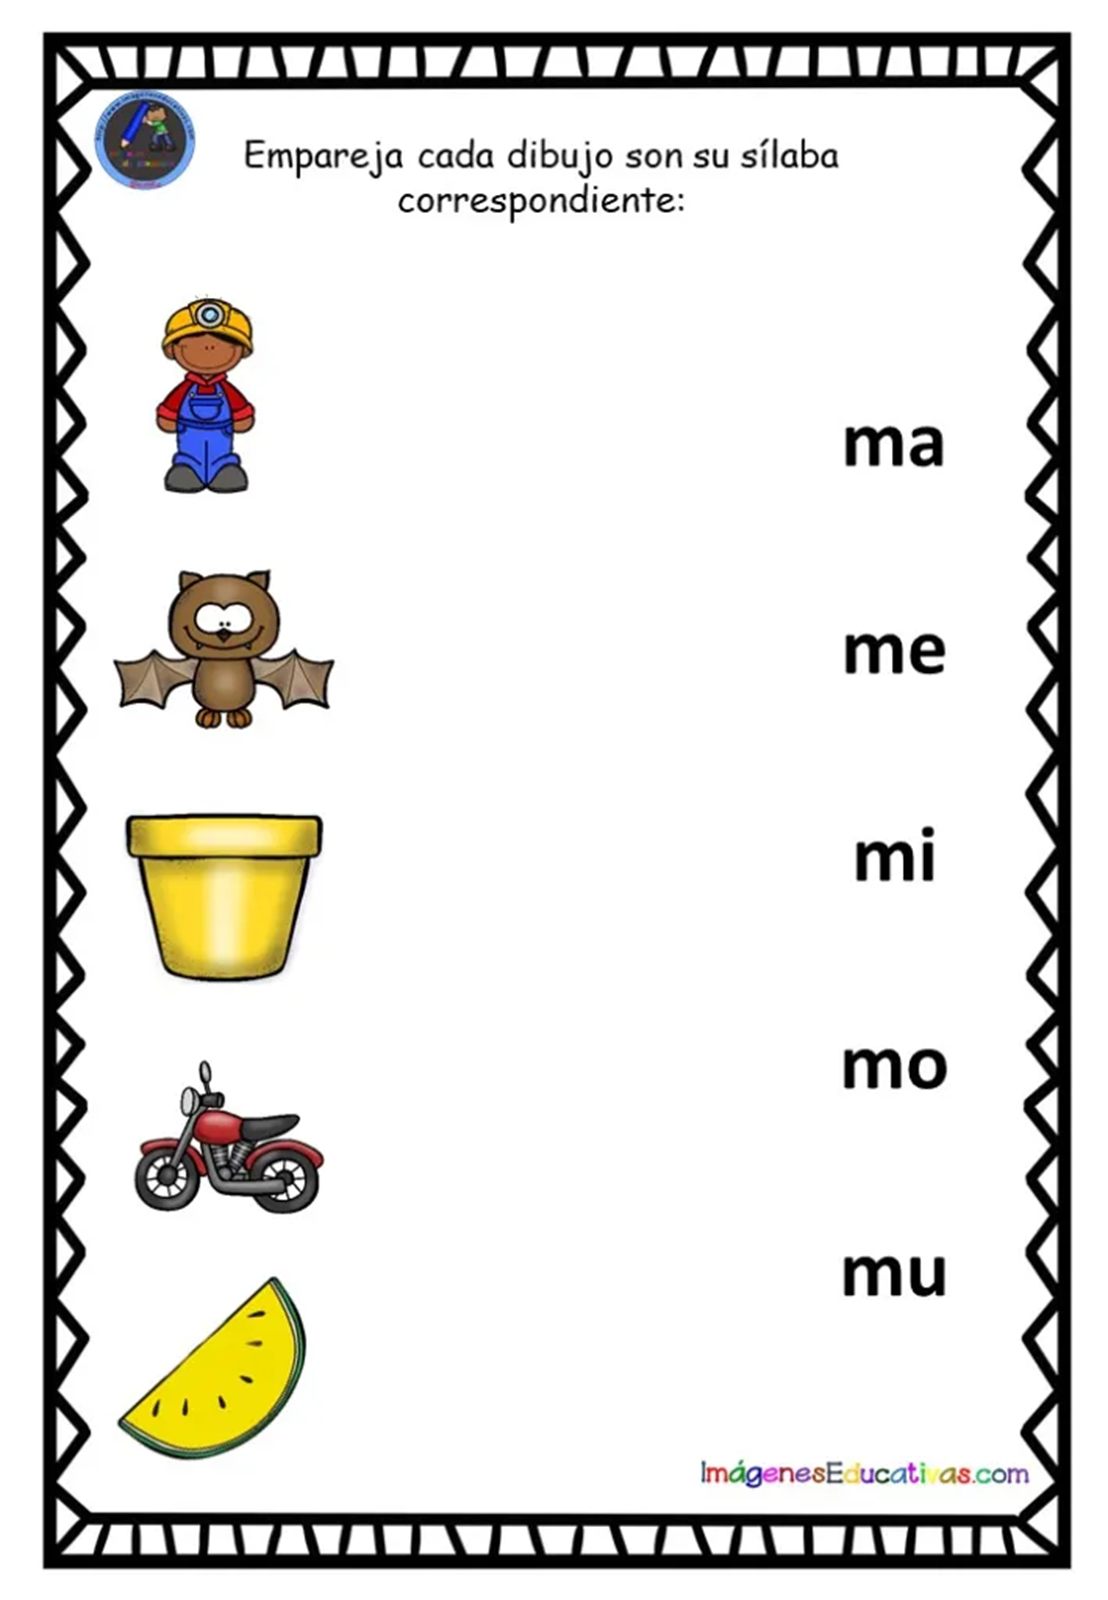 Empareja cada dibujo son su sílaba
correspondiente:
ma
me
mi
mo
mu
ImágenesEducativas.com